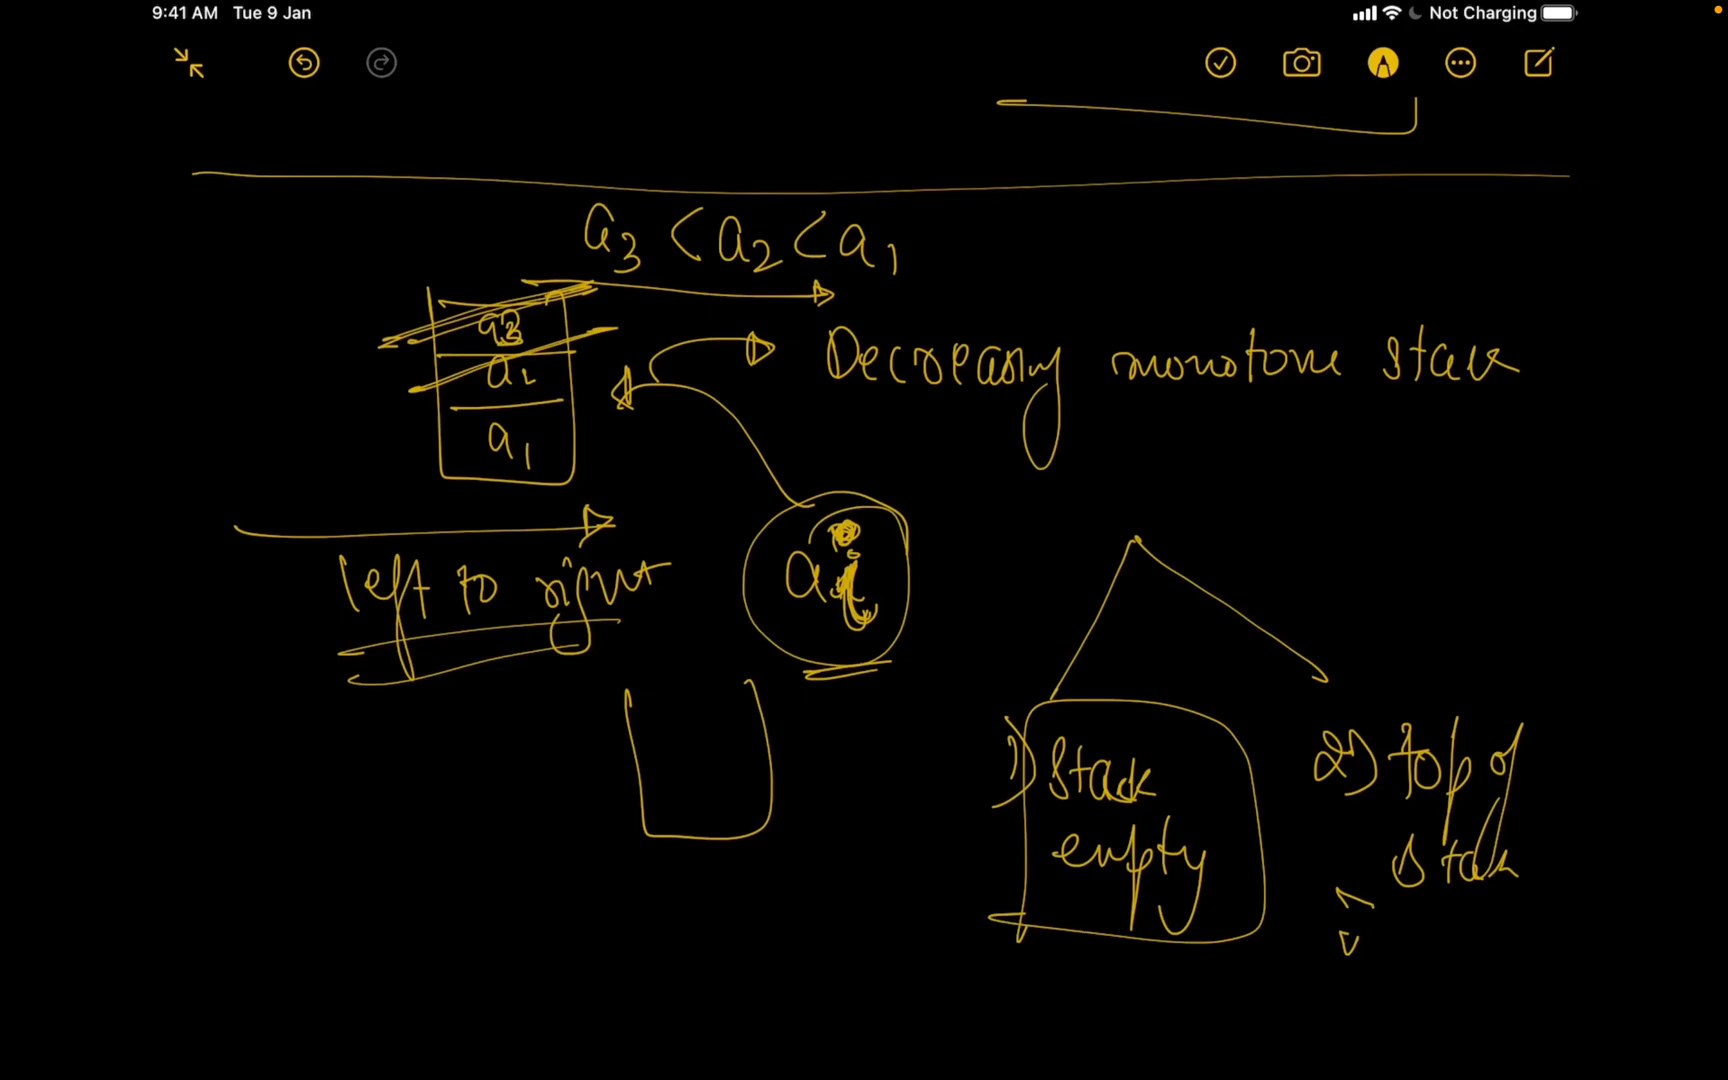 9:41 AM Tue 9 Jan Not Charging
a3 < a2 < a1
a3
a2
a1
Decreasing monotone stack
left to right
ai
1) Stack
empty
2) top of
stack